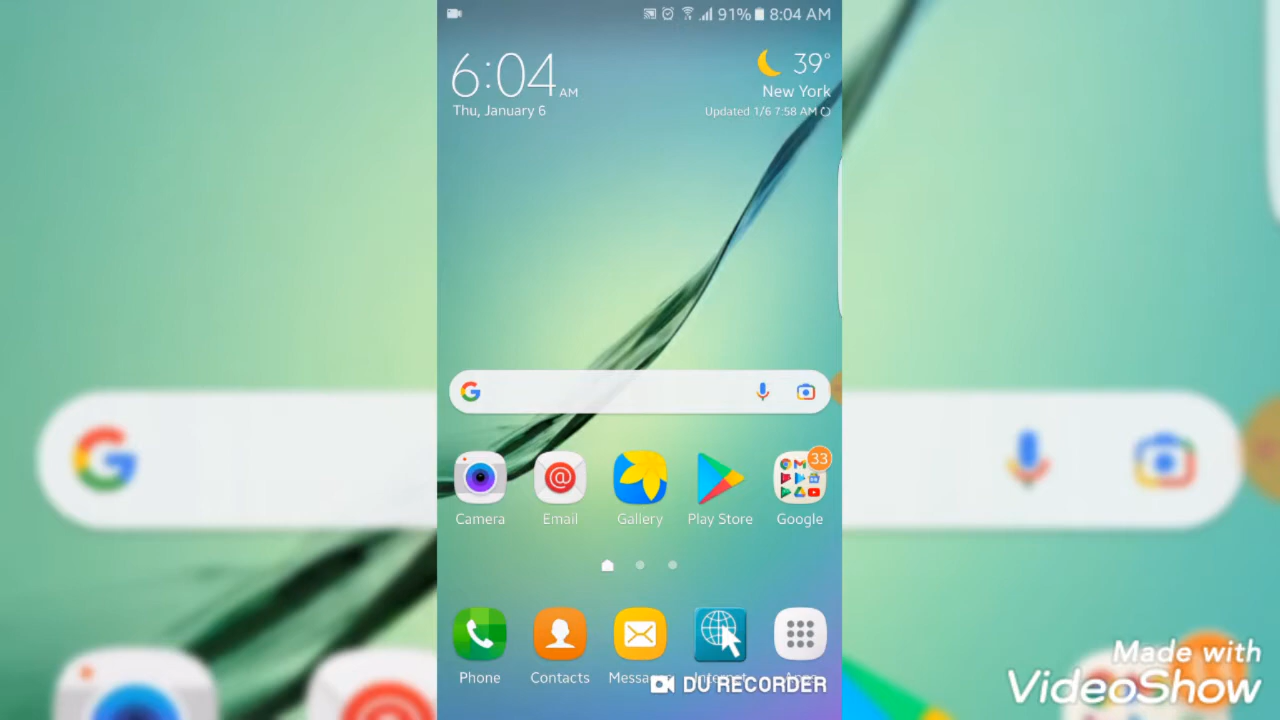 91% 8:04 AM
6:04 AM
39°
New York
Thu, January 6
Updated 1/6 7:58 AM
33
Camera
Email
Gallery
Play Store
Google
Phone
Contacts
DU RECORDER
Made with
VideoShow